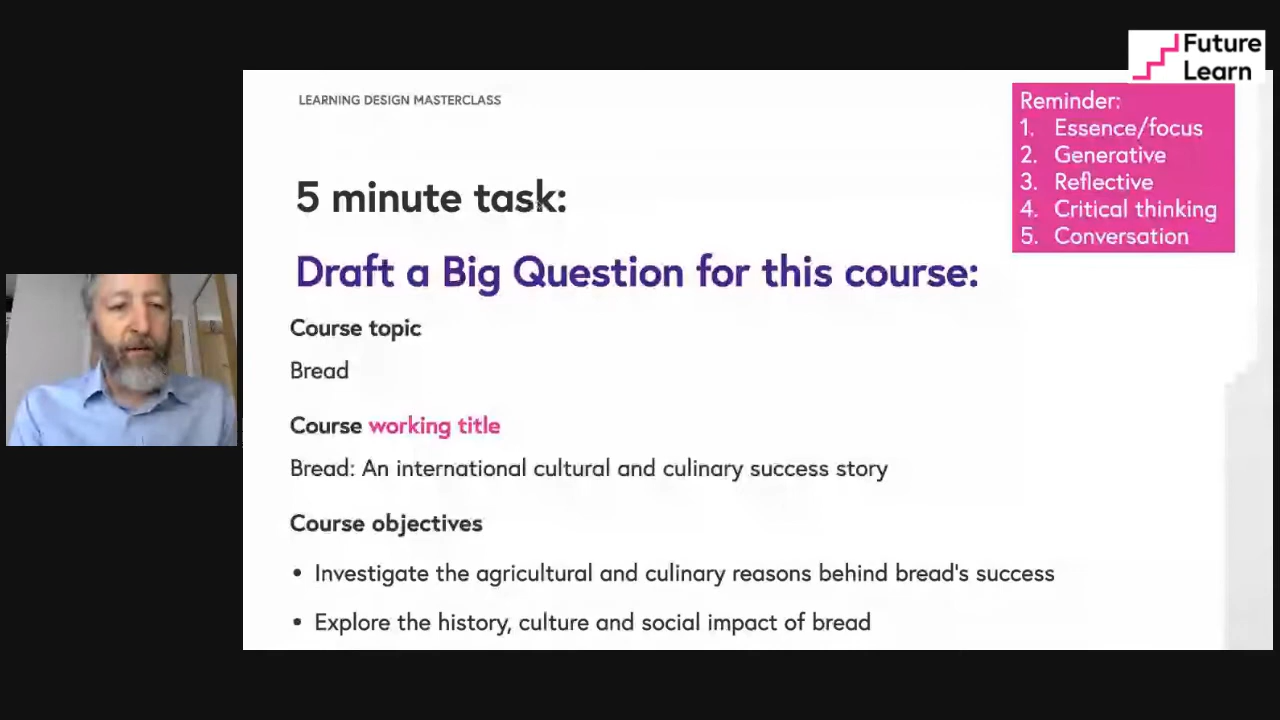 Future
Learn
LEARNING DESIGN MASTERCLASS
Reminder:
1. Essence/focus
2. Generative
3. Reflective
4. Critical thinking
5. Conversation
5 minute task:
Draft a Big Question for this course:
Course topic
Bread
Course working title
Bread: An international cultural and culinary success story
Course objectives
• Investigate the agricultural and culinary reasons behind bread's success
• Explore the history, culture and social impact of bread